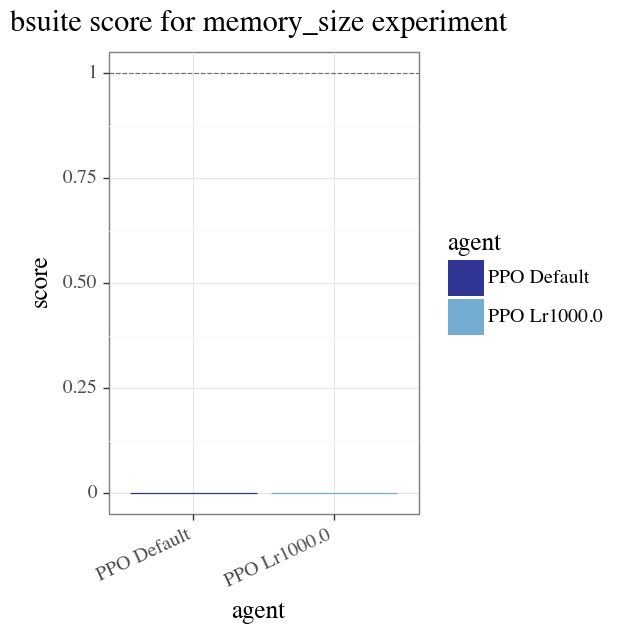 bsuite score for memory_size experiment
1
0.75
0.50
0.25
0
score
PPO Default
PPO Lr1000.0
agent
agent
PPO Default
PPO Lr1000.0